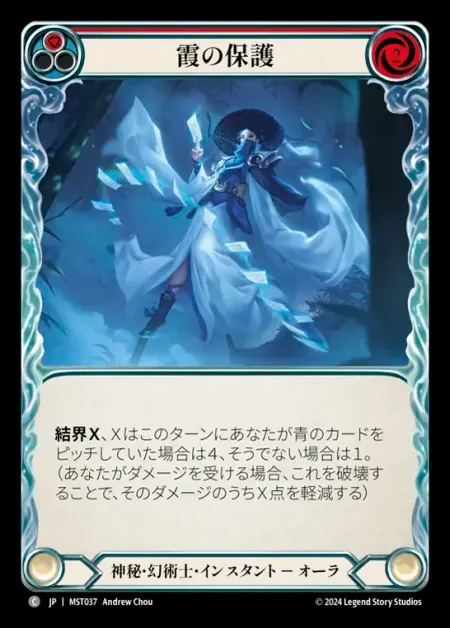 霞の保護
2
結界X、Xはこのターンにあなたが青のカードを
ピッチしていた場合は4、そうでない場合は1。
(あなたがダメージを受ける場合、これを破壊す
ることで、そのダメージのうちX点を軽減する)
神秘・幻術士・インスタント − オーラ
C JP | MST037 Andrew Chou
© 2024 Legend Story Studios